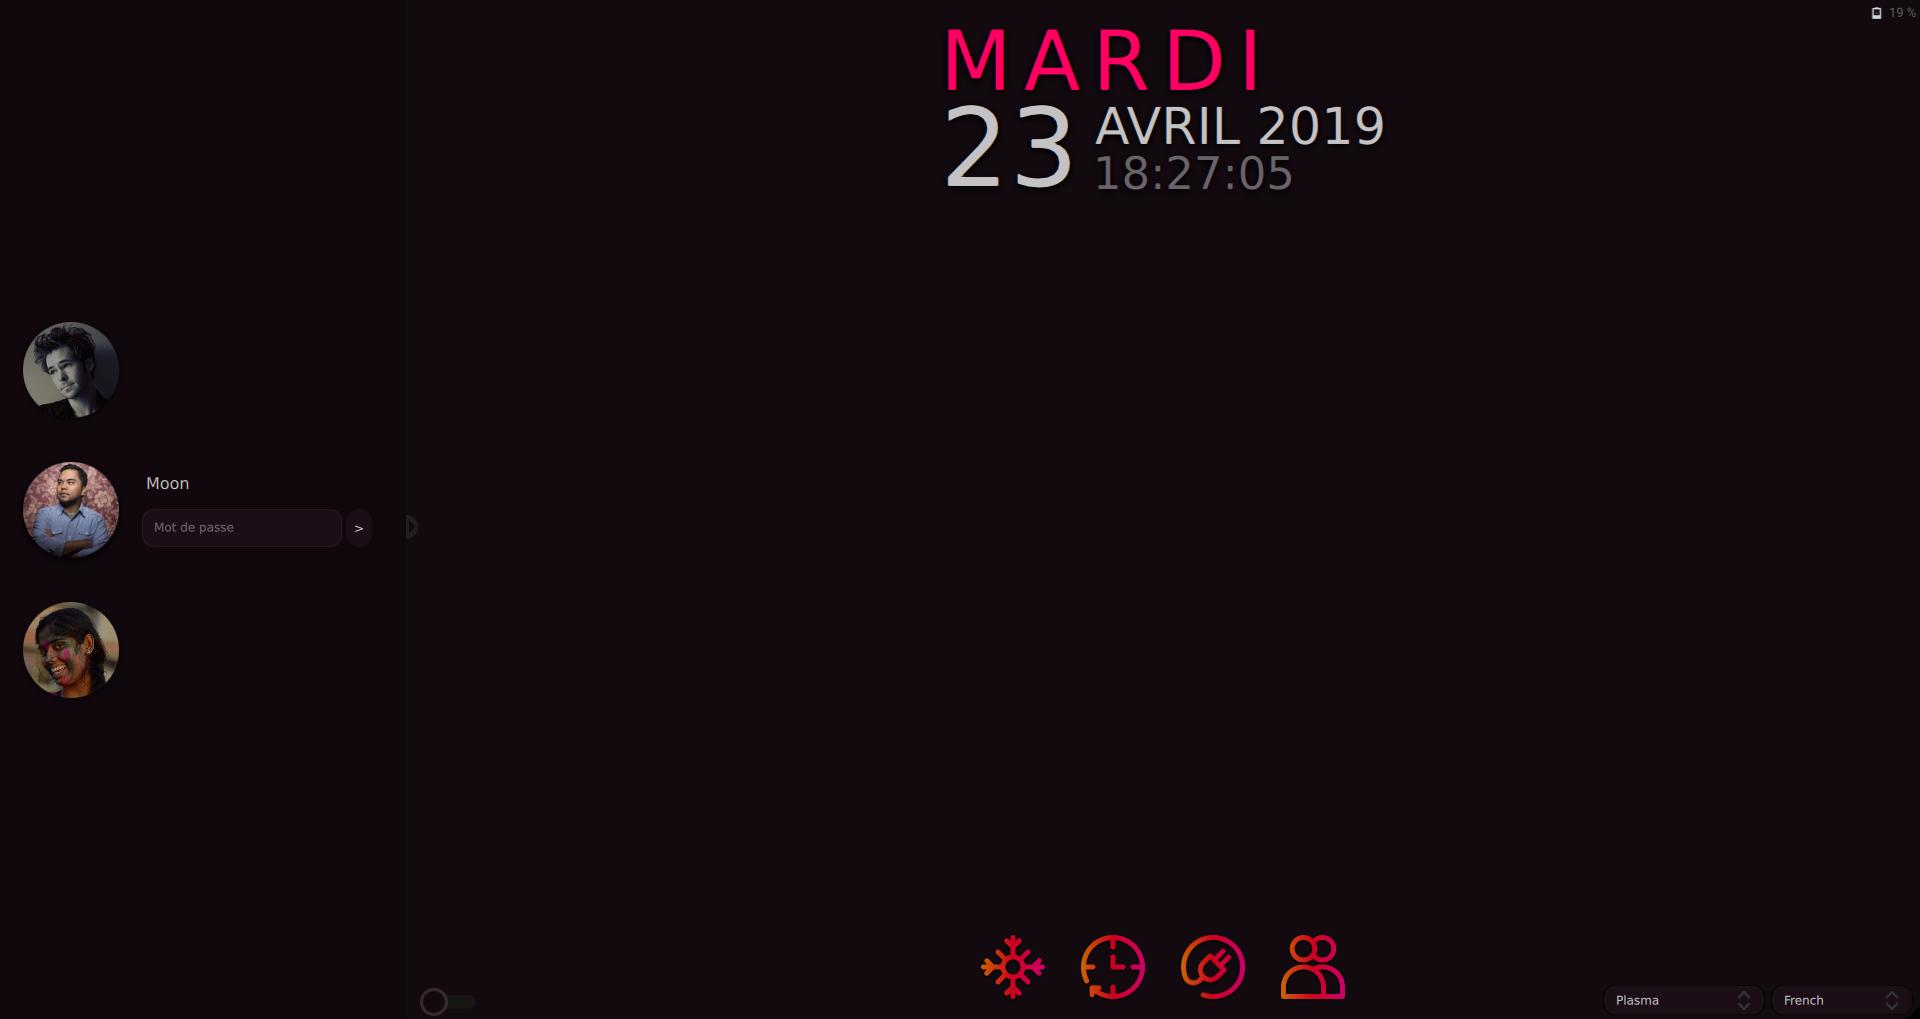 19 %
MARDI
23 AVRIL 2019
18:27:05
Moon
Mot de passe >
Plasma French